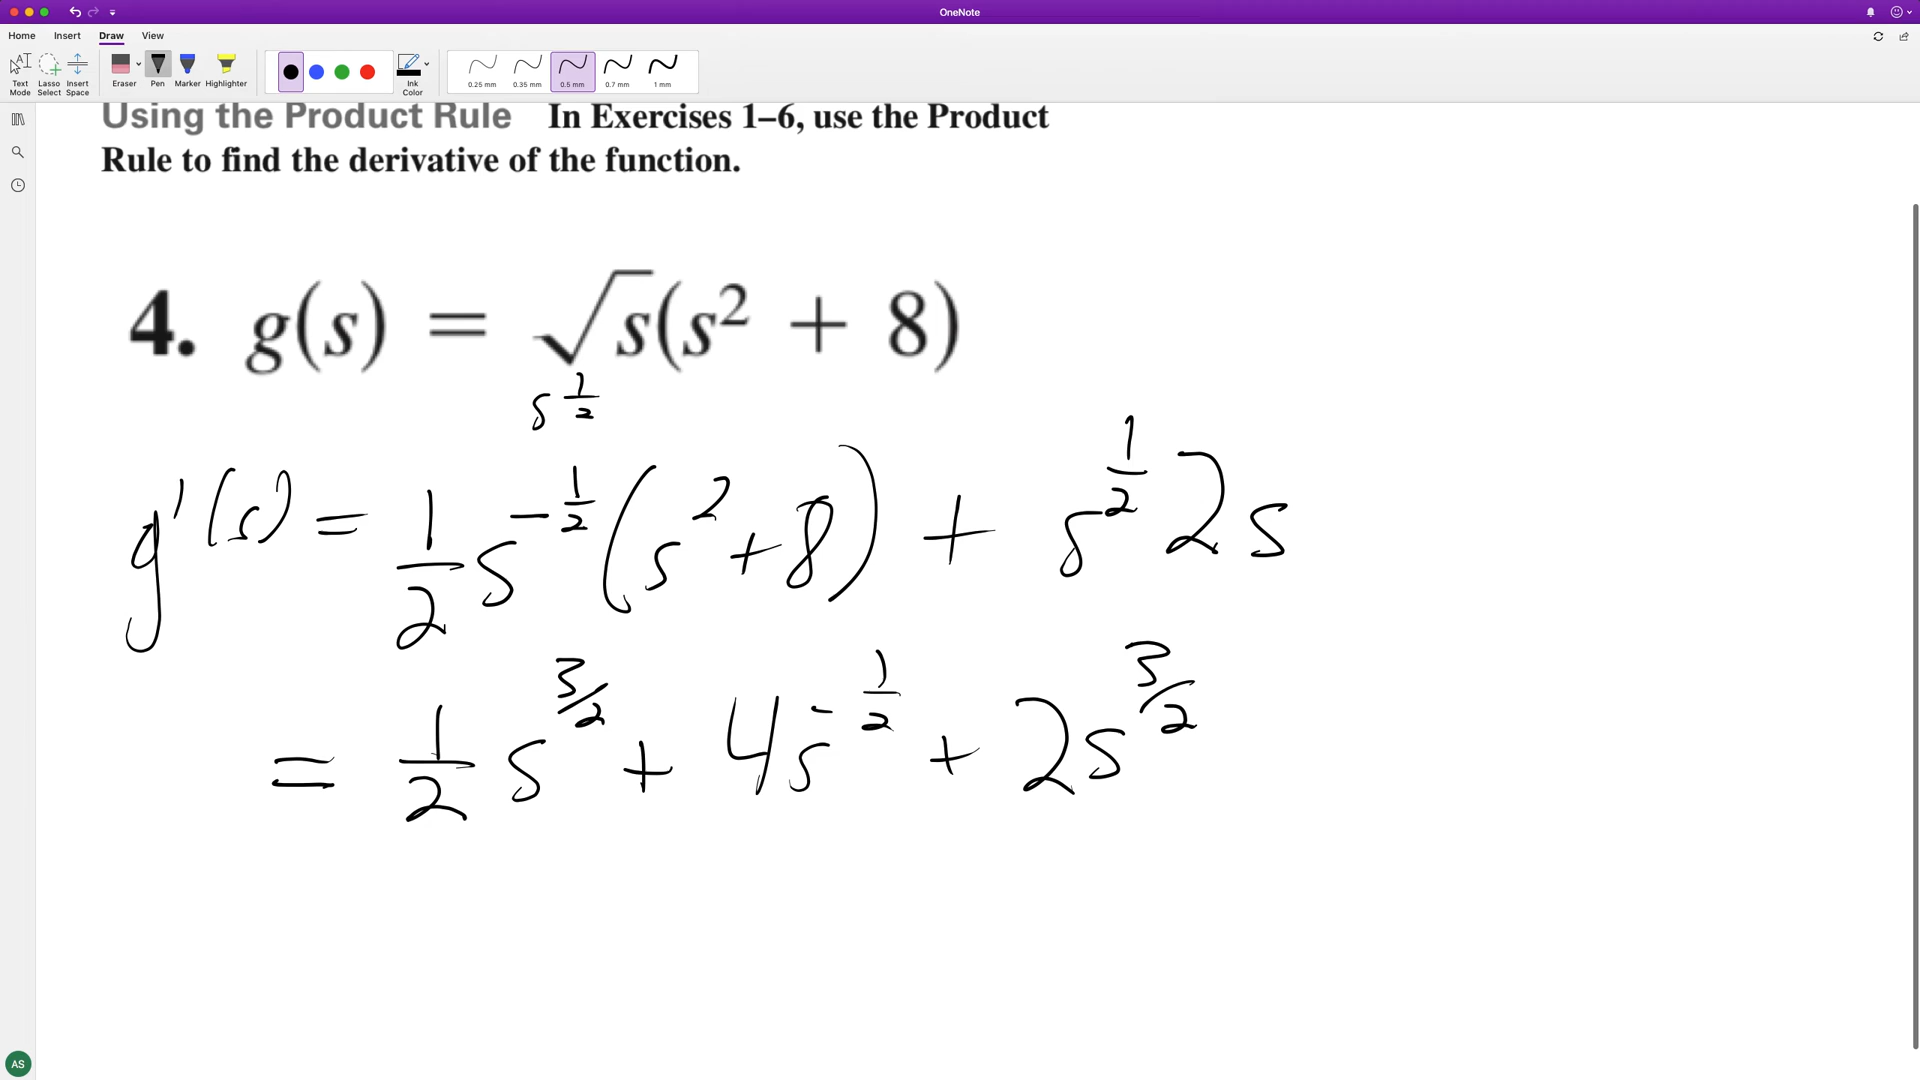 OneNote
Home Insert Draw View
Text Mode Lasso Select Insert Space Eraser Pen Marker Highlighter Ink Color 0.25 mm 0.35 mm 0.5 mm 0.7 mm 1 mm
Using the Product Rule In Exercises 1–6, use the Product
Rule to find the derivative of the function.
4. g(s) = √s(s² + 8)
s^(1/2)
g'(s) = 1/2 s^(-1/2) (s² + 8) + s^(1/2) 2s
= 1/2 s^(3/2) + 4s^(-1/2) + 2s^(3/2)
AS